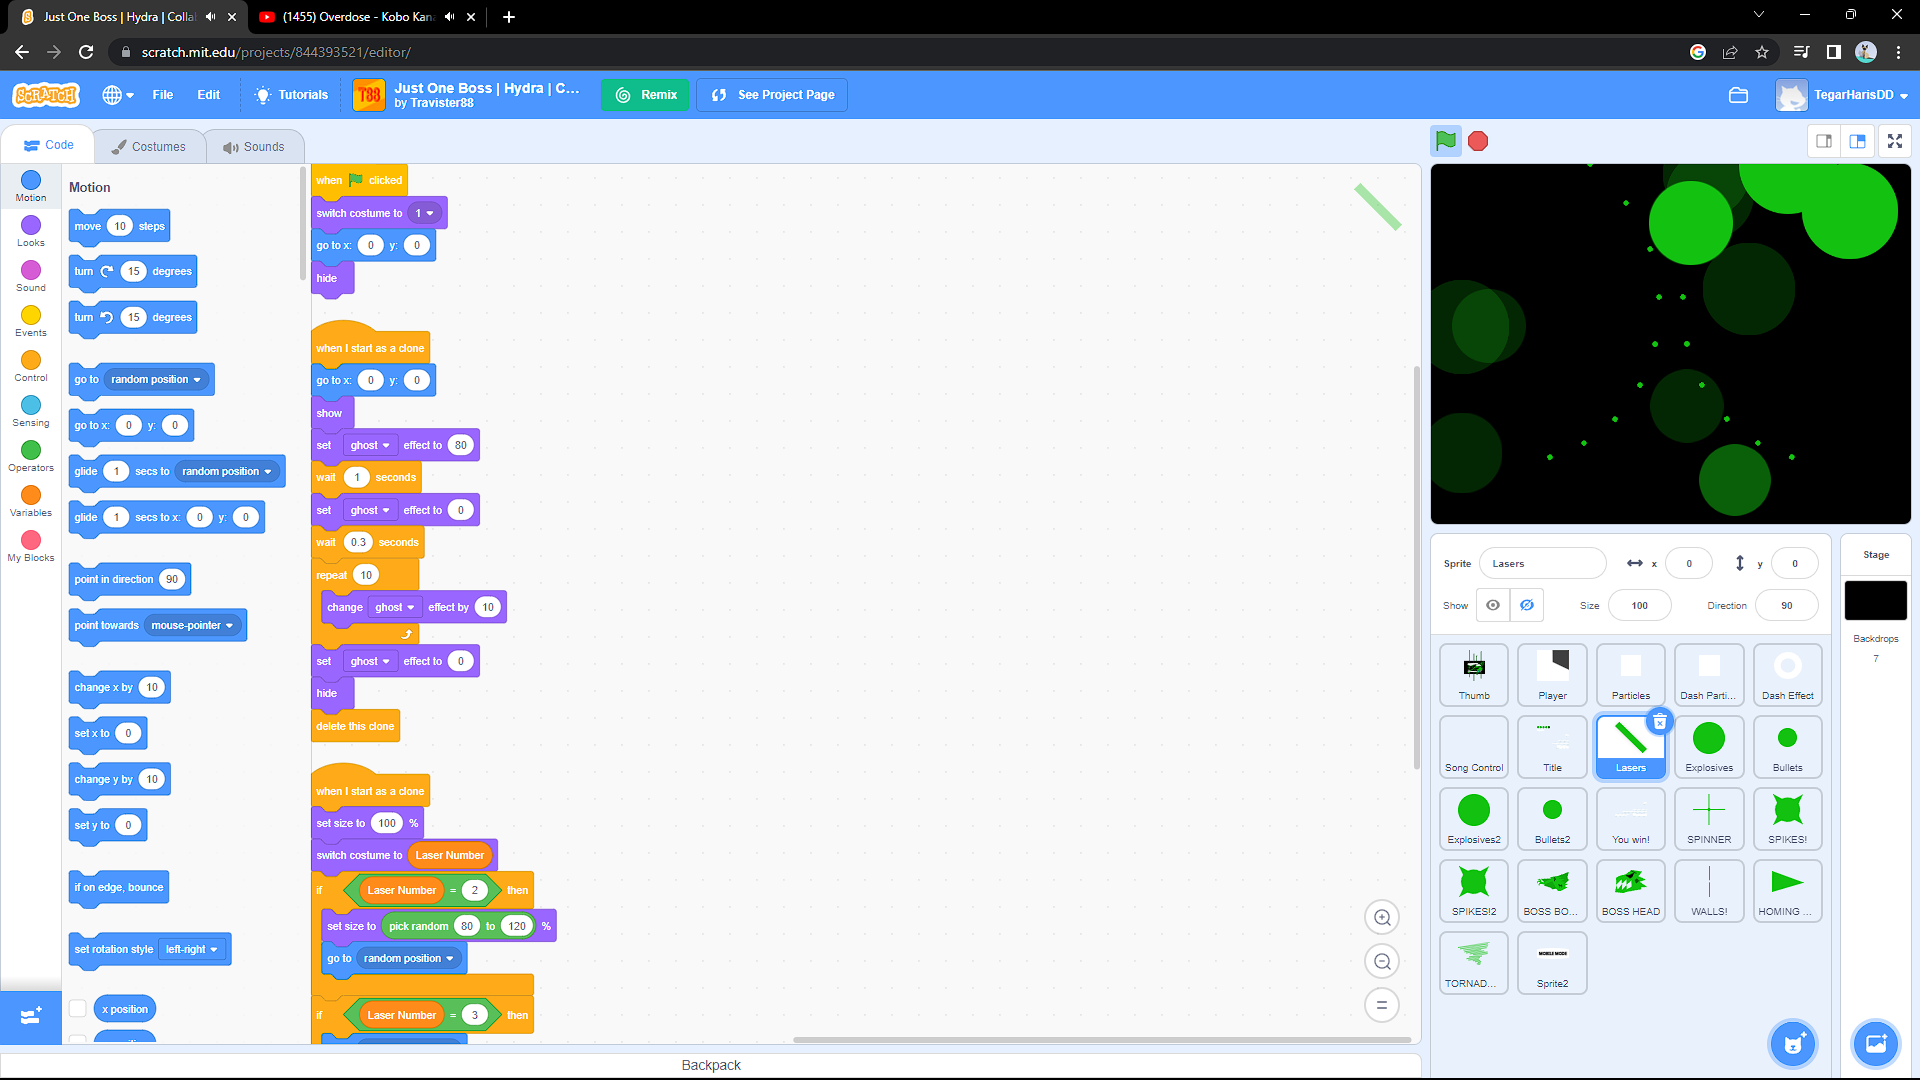 Just One Boss | Hydra | Colla
(1455) Overdose - Kobo Kana
scratch.mit.edu/projects/844393521/editor/
SCRATCH
File
Edit
Tutorials
T88
Just One Boss | Hydra | C...
by Travister88
Remix
See Project Page
TegarHarisDD
Code
Costumes
Sounds
Motion
Looks
Sound
Events
Control
Sensing
Operators
Variables
My Blocks
Motion
move 10 steps
turn 15 degrees
turn 15 degrees
go to random position
go to x: 0 y: 0
glide 1 secs to random position
glide 1 secs to x: 0 y: 0
point in direction 90
point towards mouse-pointer
change x by 10
set x to 0
change y by 10
set y to 0
if on edge, bounce
set rotation style left-right
x position
when clicked
switch costume to 1
go to x: 0 y: 0
hide
when I start as a clone
go to x: 0 y: 0
show
set ghost effect to 80
wait 1 seconds
set ghost effect to 0
wait 0.3 seconds
repeat 10
change ghost effect by 10
set ghost effect to 0
hide
delete this clone
when I start as a clone
set size to 100 %
switch costume to Laser Number
if Laser Number = 2 then
set size to pick random 80 to 120 %
go to random position
if Laser Number = 3 then
Backpack
Sprite Lasers x 0 y 0
Show Size 100 Direction 90
Stage
Backdrops
7
Thumb
Player
Particles
Dash Parti...
Dash Effect
Song Control
Title
Lasers
Explosives
Bullets
Explosives2
Bullets2
You win!
SPINNER
SPIKES!
SPIKES!2
BOSS BO...
BOSS HEAD
WALLS!
HOMING ...
TORNAD...
MOBILE MODE
Sprite2